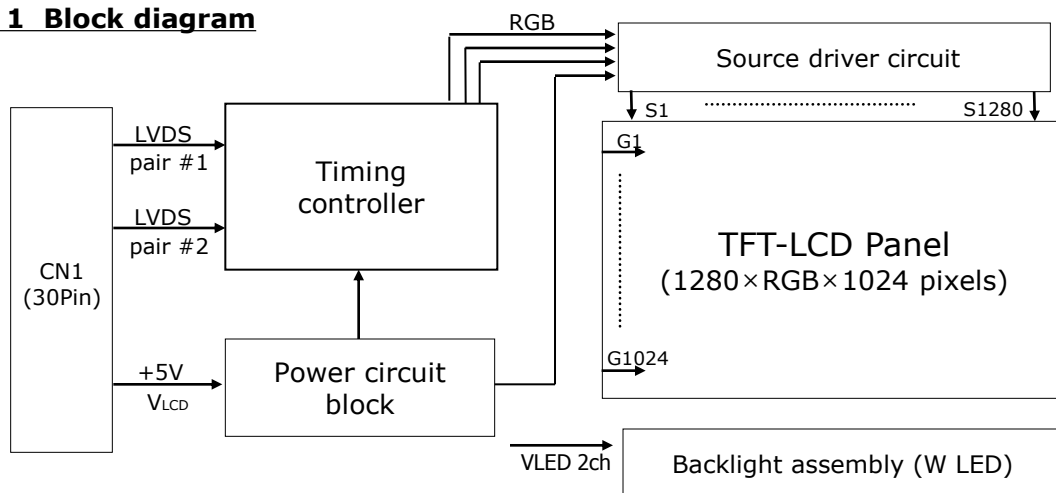 1 Block diagram
RGB
Source driver circuit
S1
S1280
CN1
(30Pin)
LVDS
pair #1
LVDS
pair #2
Timing
controller
G1
TFT-LCD Panel
(1280×RGB×1024 pixels)
G1024
+5V
VLCD
Power circuit
block
VLED 2ch
Backlight assembly (W LED)